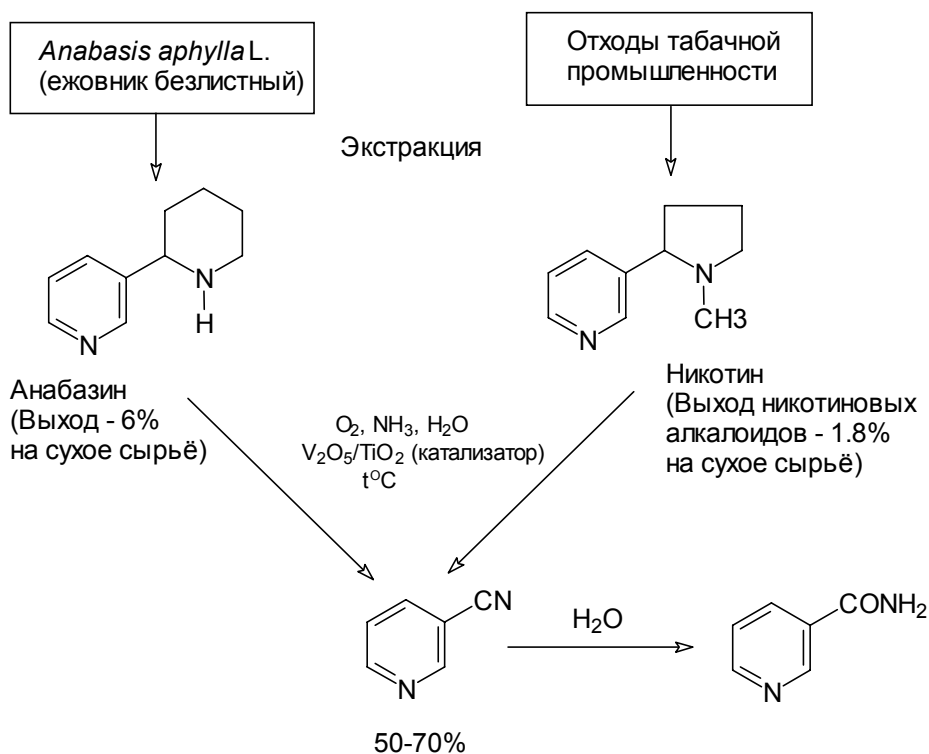 Anabasis aphylla L.
(ежовник безлистный)
Отходы табачной
промышленности
Экстракция
N
H
N
N
CH3
N
Анабазин
(Выход - 6%
на сухое сырьё)
Никотин
(Выход никотиновых
алкалоидов - 1.8%
на сухое сырьё)
O₂, NH₃, H₂O
V₂O₅/TiO₂ (катализатор)
t°C
CN
N
50-70%
H₂O
CONH₂
N